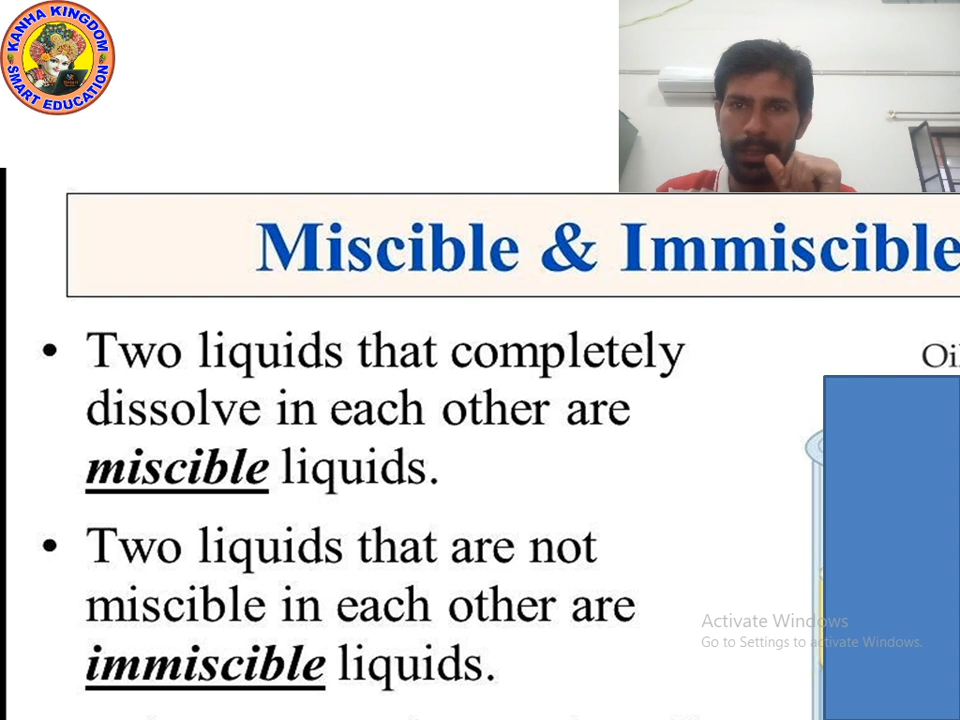 KANHA KINGDOM
SMART EDUCATION
Miscible & Immiscible
Oil
• Two liquids that completely
dissolve in each other are
miscible liquids.
• Two liquids that are not
miscible in each other are
immiscible liquids.
Activate Windows
Go to Settings to activate Windows.